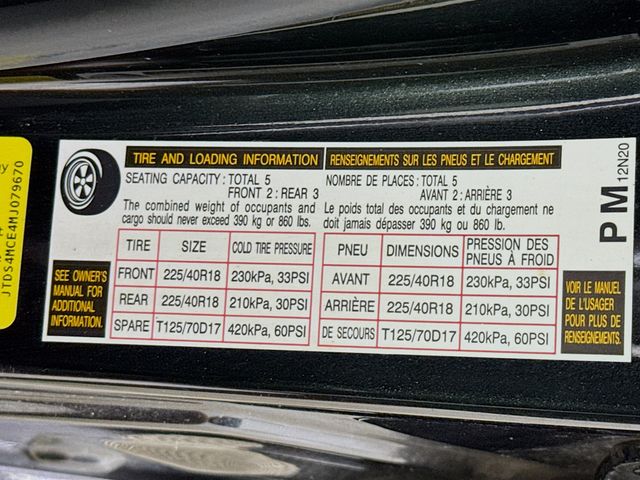 TIRE AND LOADING INFORMATION
SEATING CAPACITY: TOTAL 5
FRONT 2 : REAR 3
The combined weight of occupants and
cargo should never exceed 390 kg or 860 lbs.
RENSEIGNEMENTS SUR LES PNEUS ET LE CHARGEMENT
NOMBRE DE PLACES: TOTAL 5
AVANT 2 : ARRIÈRE 3
Le poids total des occupants et du chargement ne
doit jamais dépasser 390 kg ou 860 lb.
SEE OWNER'S
MANUAL FOR
ADDITIONAL
INFORMATION.
TIRE SIZE COLD TIRE PRESSURE
FRONT 225/40R18 230kPa, 33PSI
REAR 225/40R18 210kPa, 30PSI
SPARE T125/70D17 420kPa, 60PSI
PNEU DIMENSIONS PRESSION DES
PNEUS À FROID
AVANT 225/40R18 230kPa, 33PSI
ARRIÈRE 225/40R18 210kPa, 30PSI
DE SECOURS T125/70D17 420kPa, 60PSI
VOIR LE MANUEL
DE L'USAGER
POUR PLUS DE
RENSEIGNEMENTS.
PM 12N20
JTDS4MCE4MJ079670